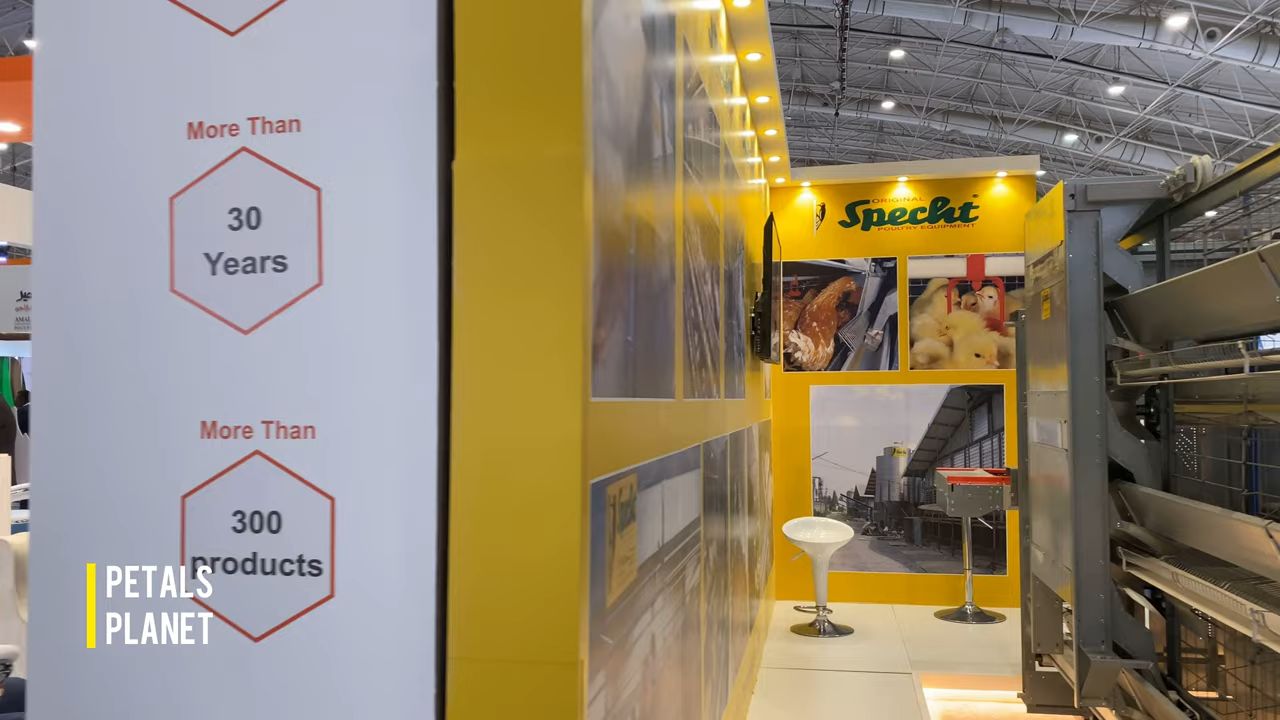 More Than
30
Years
More Than
300
products
PETALS
PLANET
ORIGINAL
Specht
POULTRY EQUIPMENT